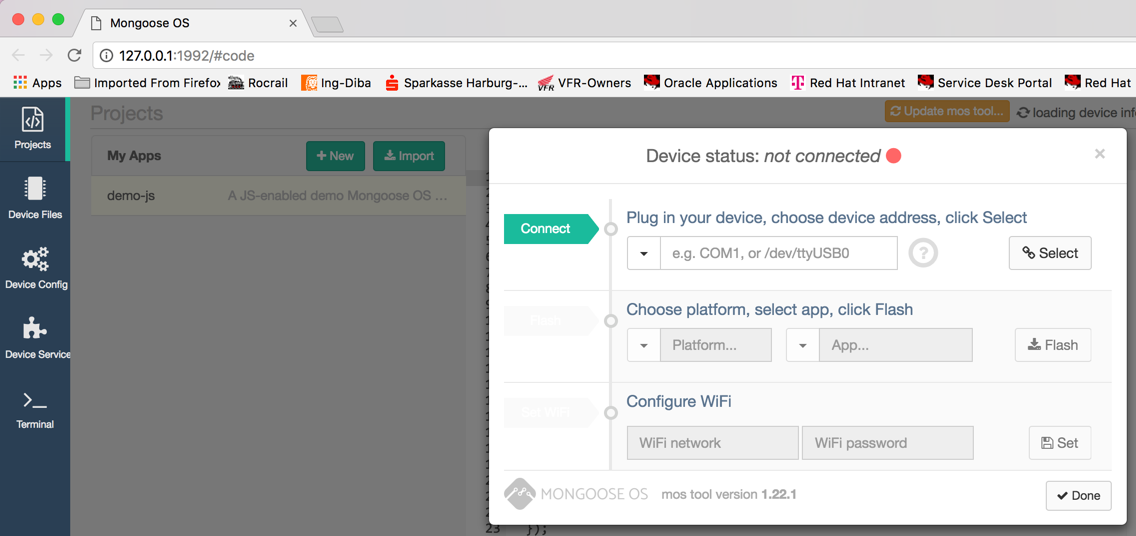 Mongoose OS
127.0.0.1:1992/#code
Apps Imported From Firefo Rocrail Ing-Diba Sparkasse Harburg-... VFR-Owners Oracle Applications Red Hat Intranet Service Desk Portal Red Hat
Projects
Device Files
Device Config
Device Service
Terminal
Projects
Update mos tool...
loading device inf
My Apps
New
Import
demo-js A JS-enabled demo Mongoose OS ...
Device status: not connected
Connect
Plug in your device, choose device address, click Select
e.g. COM1, or /dev/ttyUSB0
?
Select
Flash
Choose platform, select app, click Flash
Platform...
App...
Flash
Set WiFi
Configure WiFi
WiFi network
WiFi password
Set
MONGOOSE OS mos tool version 1.22.1
Done
23 });